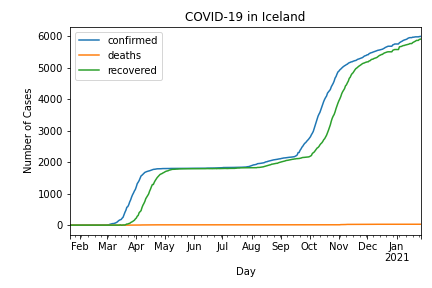 COVID-19 in Iceland
confirmed
deaths
recovered
Number of Cases
6000
5000
4000
3000
2000
1000
0
Feb Mar Apr May Jun Jul Aug Sep Oct Nov Dec Jan
2021
Day